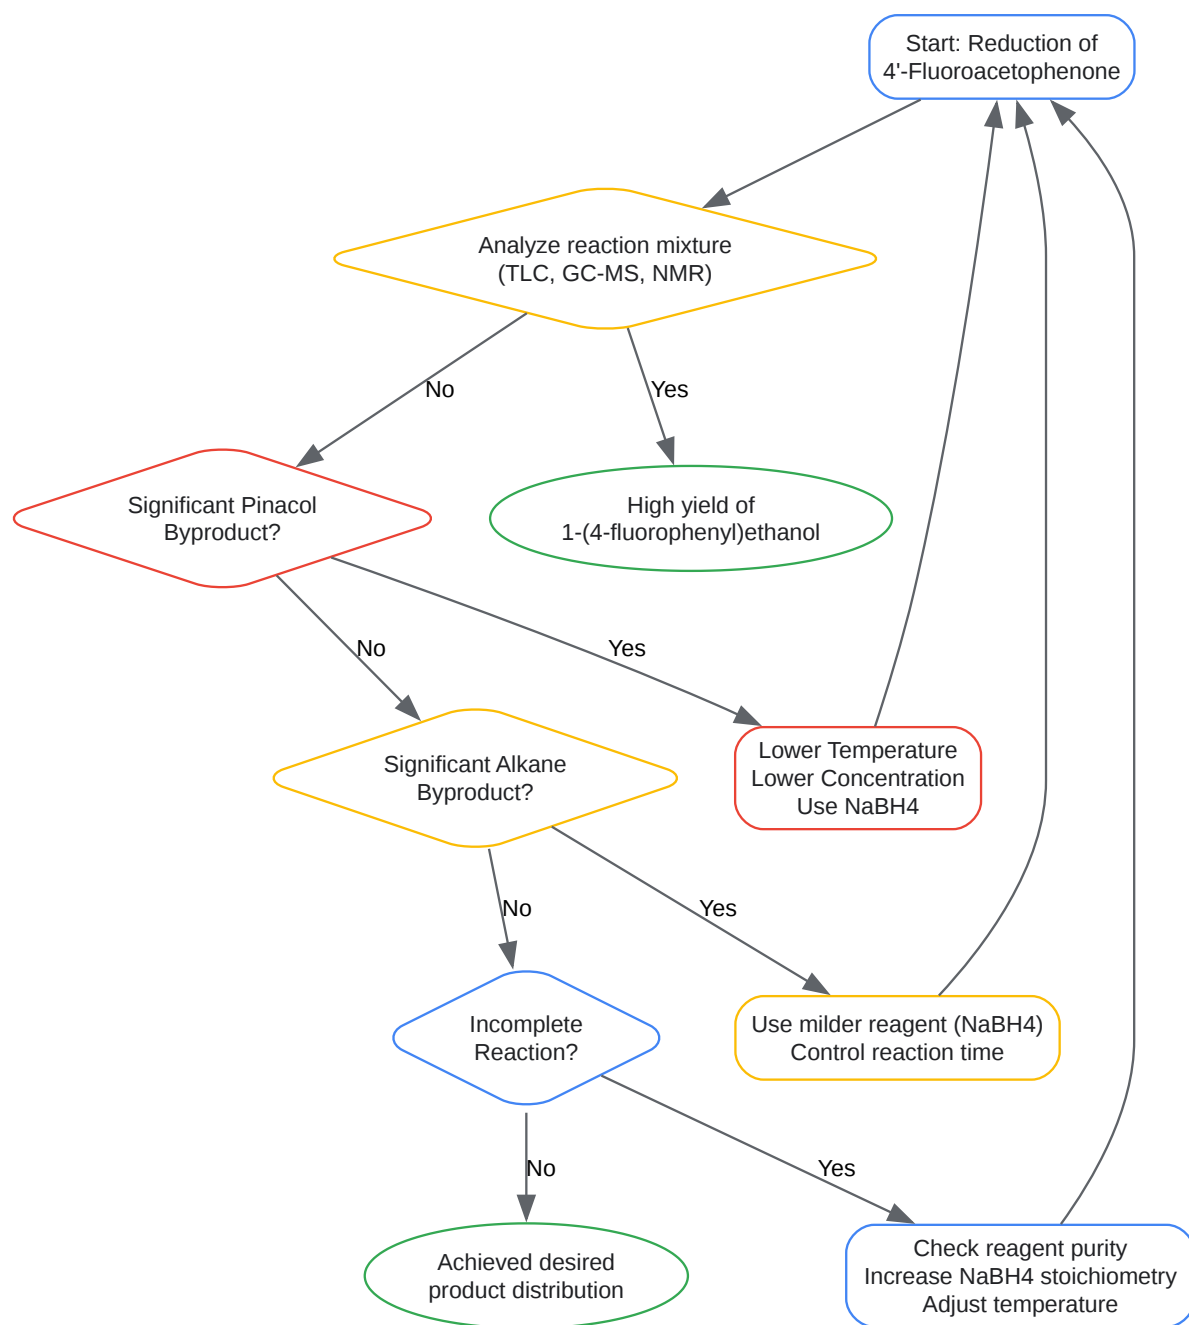 Start: Reduction of
4'-Fluoroacetophenone
Analyze reaction mixture
(TLC, GC-MS, NMR)
No
Yes
Significant Pinacol
Byproduct?
High yield of
1-(4-fluorophenyl)ethanol
No
Yes
Significant Alkane
Byproduct?
Lower Temperature
Lower Concentration
Use NaBH4
No
Yes
Incomplete
Reaction?
Use milder reagent (NaBH4)
Control reaction time
No
Yes
Achieved desired
product distribution
Check reagent purity
Increase NaBH4 stoichiometry
Adjust temperature